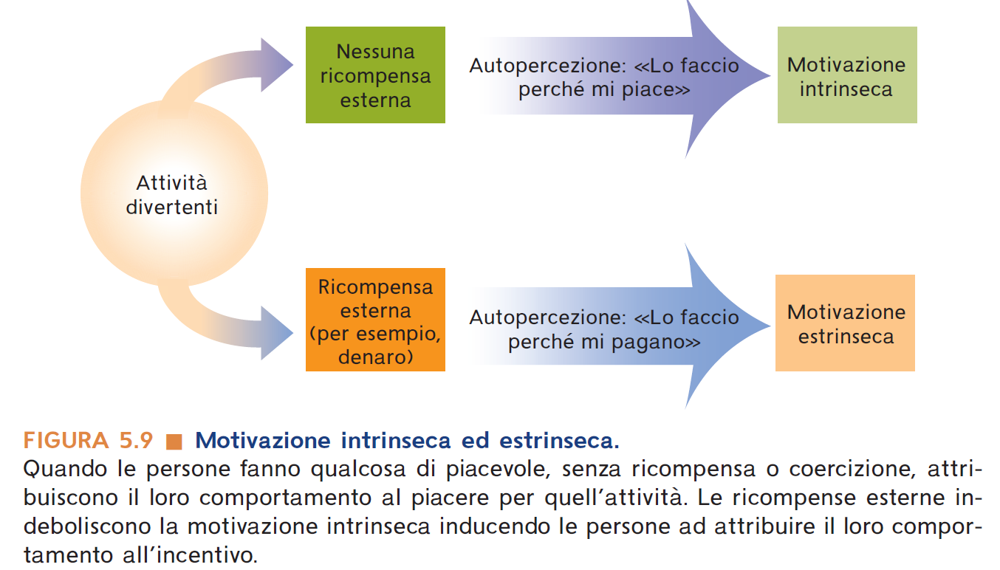 Nessuna
ricompensa
esterna
Autopercezione: «Lo faccio
perché mi piace»
Motivazione
intrinseca
Attività
divertenti
Ricompensa
esterna
(per esempio,
denaro)
Autopercezione: «Lo faccio
perché mi pagano»
Motivazione
estrinseca
FIGURA 5.9 ■ Motivazione intrinseca ed estrinseca.
Quando le persone fanno qualcosa di piacevole, senza ricompensa o coercizione, attri-
buiscono il loro comportamento al piacere per quell'attività. Le ricompense esterne in-
deboliscono la motivazione intrinseca inducendo le persone ad attribuire il loro compor-
tamento all'incentivo.